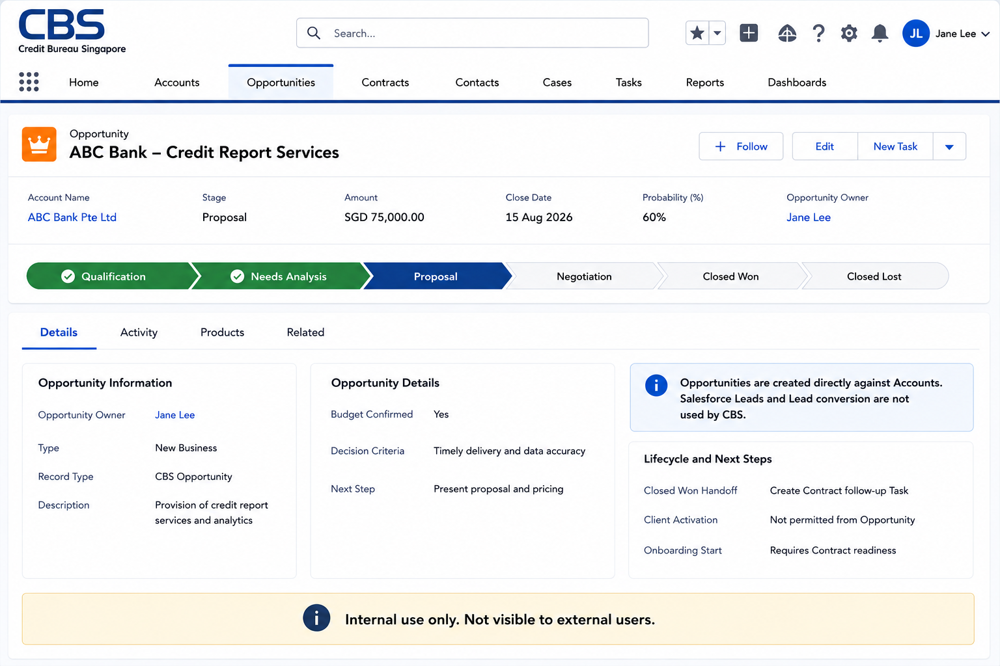 CBS
Credit Bureau Singapore
Search...
JL
Jane Lee
Home
Accounts
Opportunities
Contracts
Contacts
Cases
Tasks
Reports
Dashboards
Opportunity
ABC Bank – Credit Report Services
Follow
Edit
New Task
Account Name
Stage
Amount
Close Date
Probability (%)
Opportunity Owner
ABC Bank Pte Ltd
Proposal
SGD 75,000.00
15 Aug 2026
60%
Jane Lee
Qualification
Needs Analysis
Proposal
Negotiation
Closed Won
Closed Lost
Details
Activity
Products
Related
Opportunity Information
Opportunity Owner
Jane Lee
Type
New Business
Record Type
CBS Opportunity
Description
Provision of credit report
services and analytics
Opportunity Details
Budget Confirmed
Yes
Decision Criteria
Timely delivery and data accuracy
Next Step
Present proposal and pricing
Opportunities are created directly against Accounts.
Salesforce Leads and Lead conversion are not
used by CBS.
Lifecycle and Next Steps
Closed Won Handoff
Create Contract follow-up Task
Client Activation
Not permitted from Opportunity
Onboarding Start
Requires Contract readiness
Internal use only. Not visible to external users.